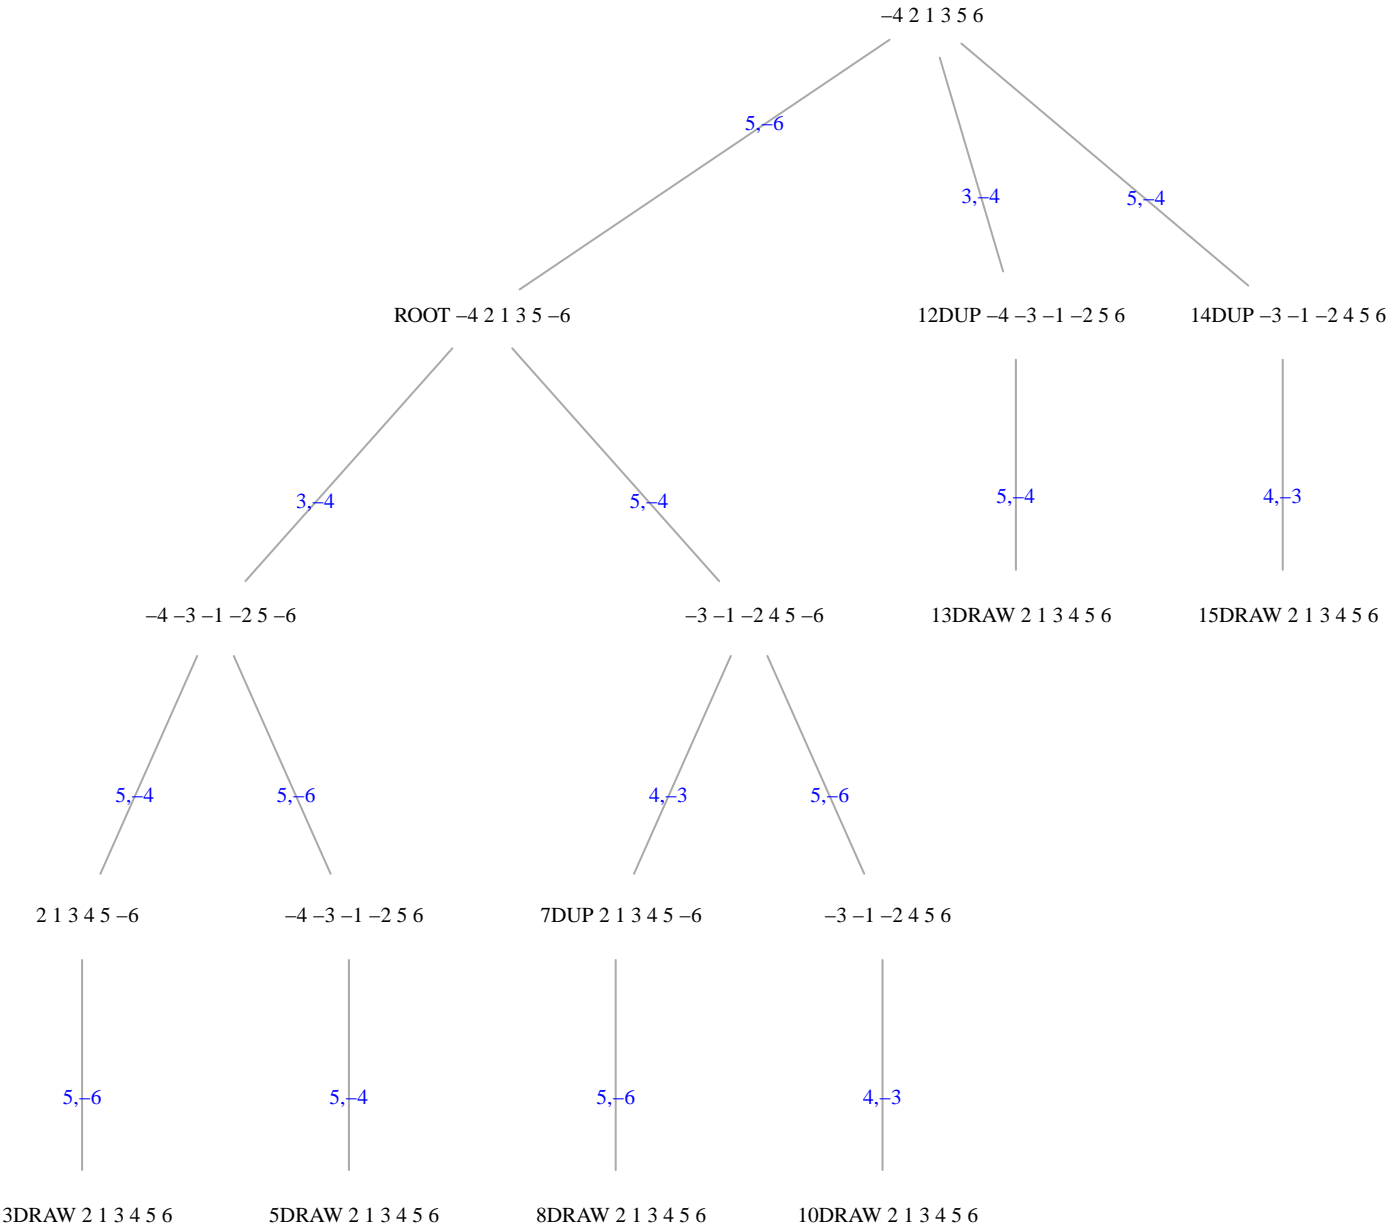 –4 2 1 3 5 6
5,–6
3,–4
5,–4
ROOT –4 2 1 3 5 –6
12DUP –4 –3 –1 –2 5 6
14DUP –3 –1 –2 4 5 6
3,–4
5,–4
5,–4
4,–3
–4 –3 –1 –2 5 –6
–3 –1 –2 4 5 –6
13DRAW 2 1 3 4 5 6
15DRAW 2 1 3 4 5 6
5,–4
5,–6
4,–3
5,–6
2 1 3 4 5 –6
–4 –3 –1 –2 5 6
7DUP 2 1 3 4 5 –6
–3 –1 –2 4 5 6
5,–6
5,–4
5,–6
4,–3
3DRAW 2 1 3 4 5 6
5DRAW 2 1 3 4 5 6
8DRAW 2 1 3 4 5 6
10DRAW 2 1 3 4 5 6